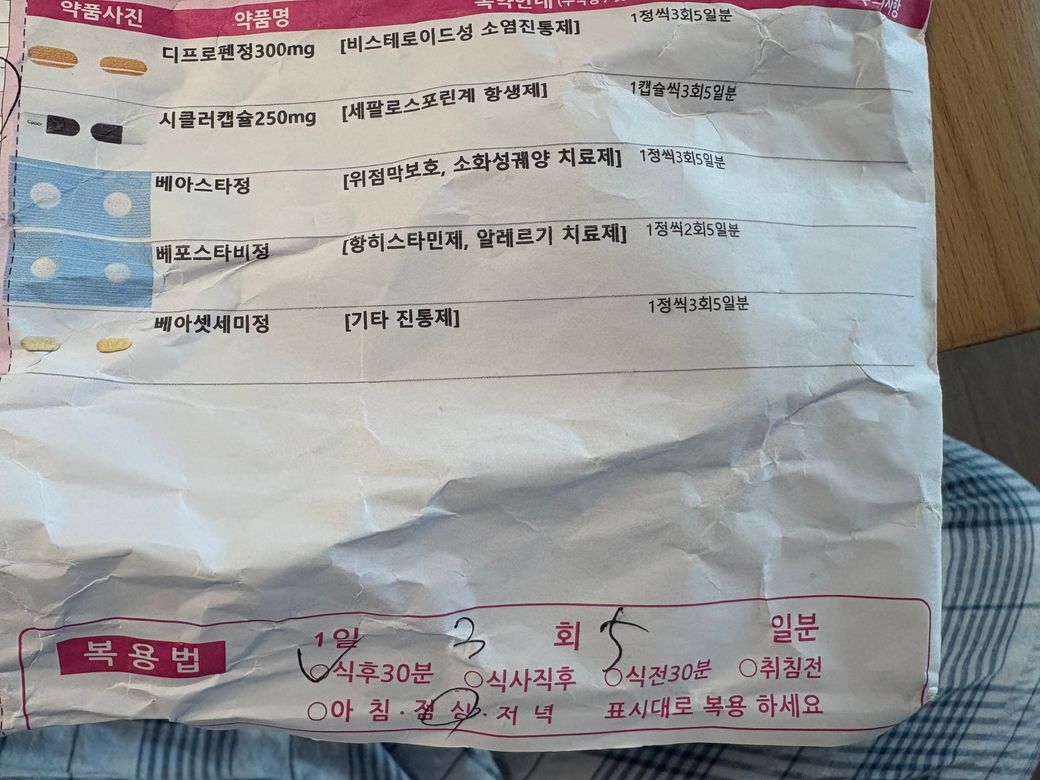 약품사진 약품명
디프로펜정300mg [비스테로이드성 소염진통제] 1정씩3회5일분
시클러캡슐250mg [세팔로스포린계 항생제] 1캡슐씩3회5일분
베아스타정 [위점막보호, 소화성궤양 치료제] 1정씩3회5일분
베포스타비정 [항히스타민제, 알레르기 치료제] 1정씩2회5일분
베아셋세미정 [기타 진통제] 1정씩3회5일분
복용법 1일 3 회 5 일분
○식후30분 ○식사직후 ○식전30분 ○취침전
○아 침 · 점 심 · 저 녁 표시대로 복용 하세요